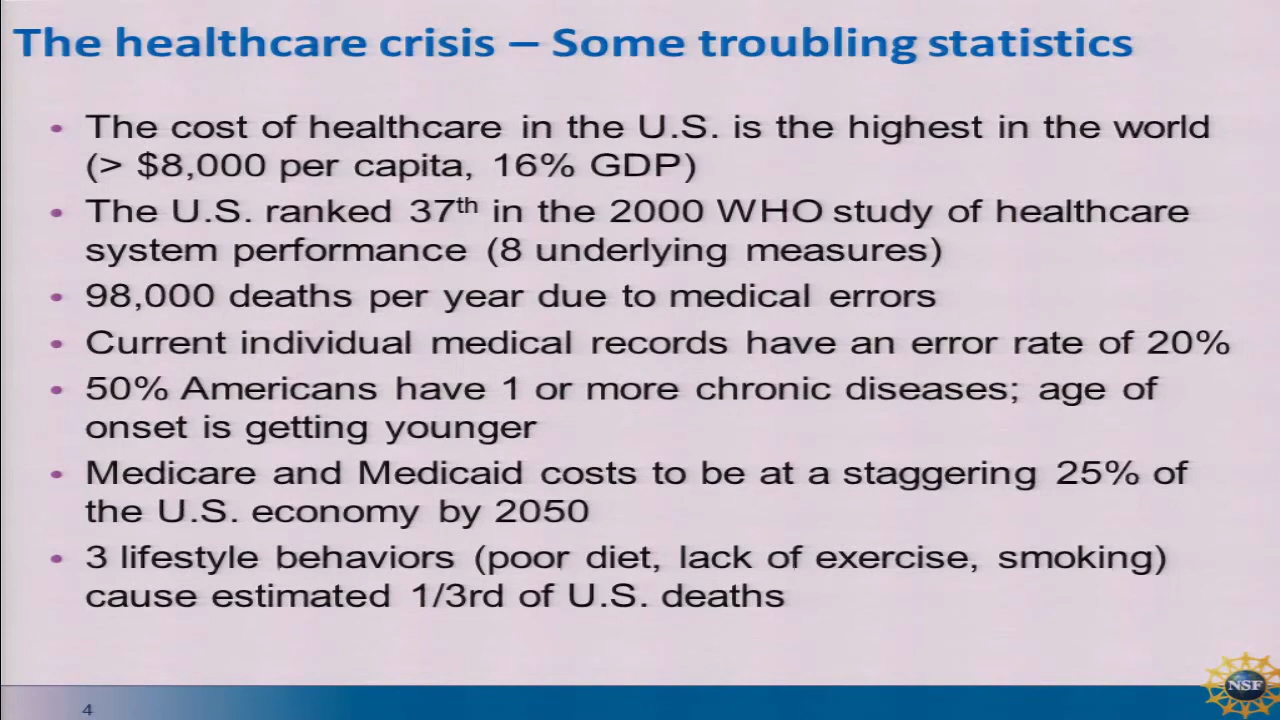 The healthcare crisis – Some troubling statistics
• The cost of healthcare in the U.S. is the highest in the world
(> $8,000 per capita, 16% GDP)
• The U.S. ranked 37th in the 2000 WHO study of healthcare
system performance (8 underlying measures)
• 98,000 deaths per year due to medical errors
• Current individual medical records have an error rate of 20%
• 50% Americans have 1 or more chronic diseases; age of
onset is getting younger
• Medicare and Medicaid costs to be at a staggering 25% of
the U.S. economy by 2050
• 3 lifestyle behaviors (poor diet, lack of exercise, smoking)
cause estimated 1/3rd of U.S. deaths
4
NSF